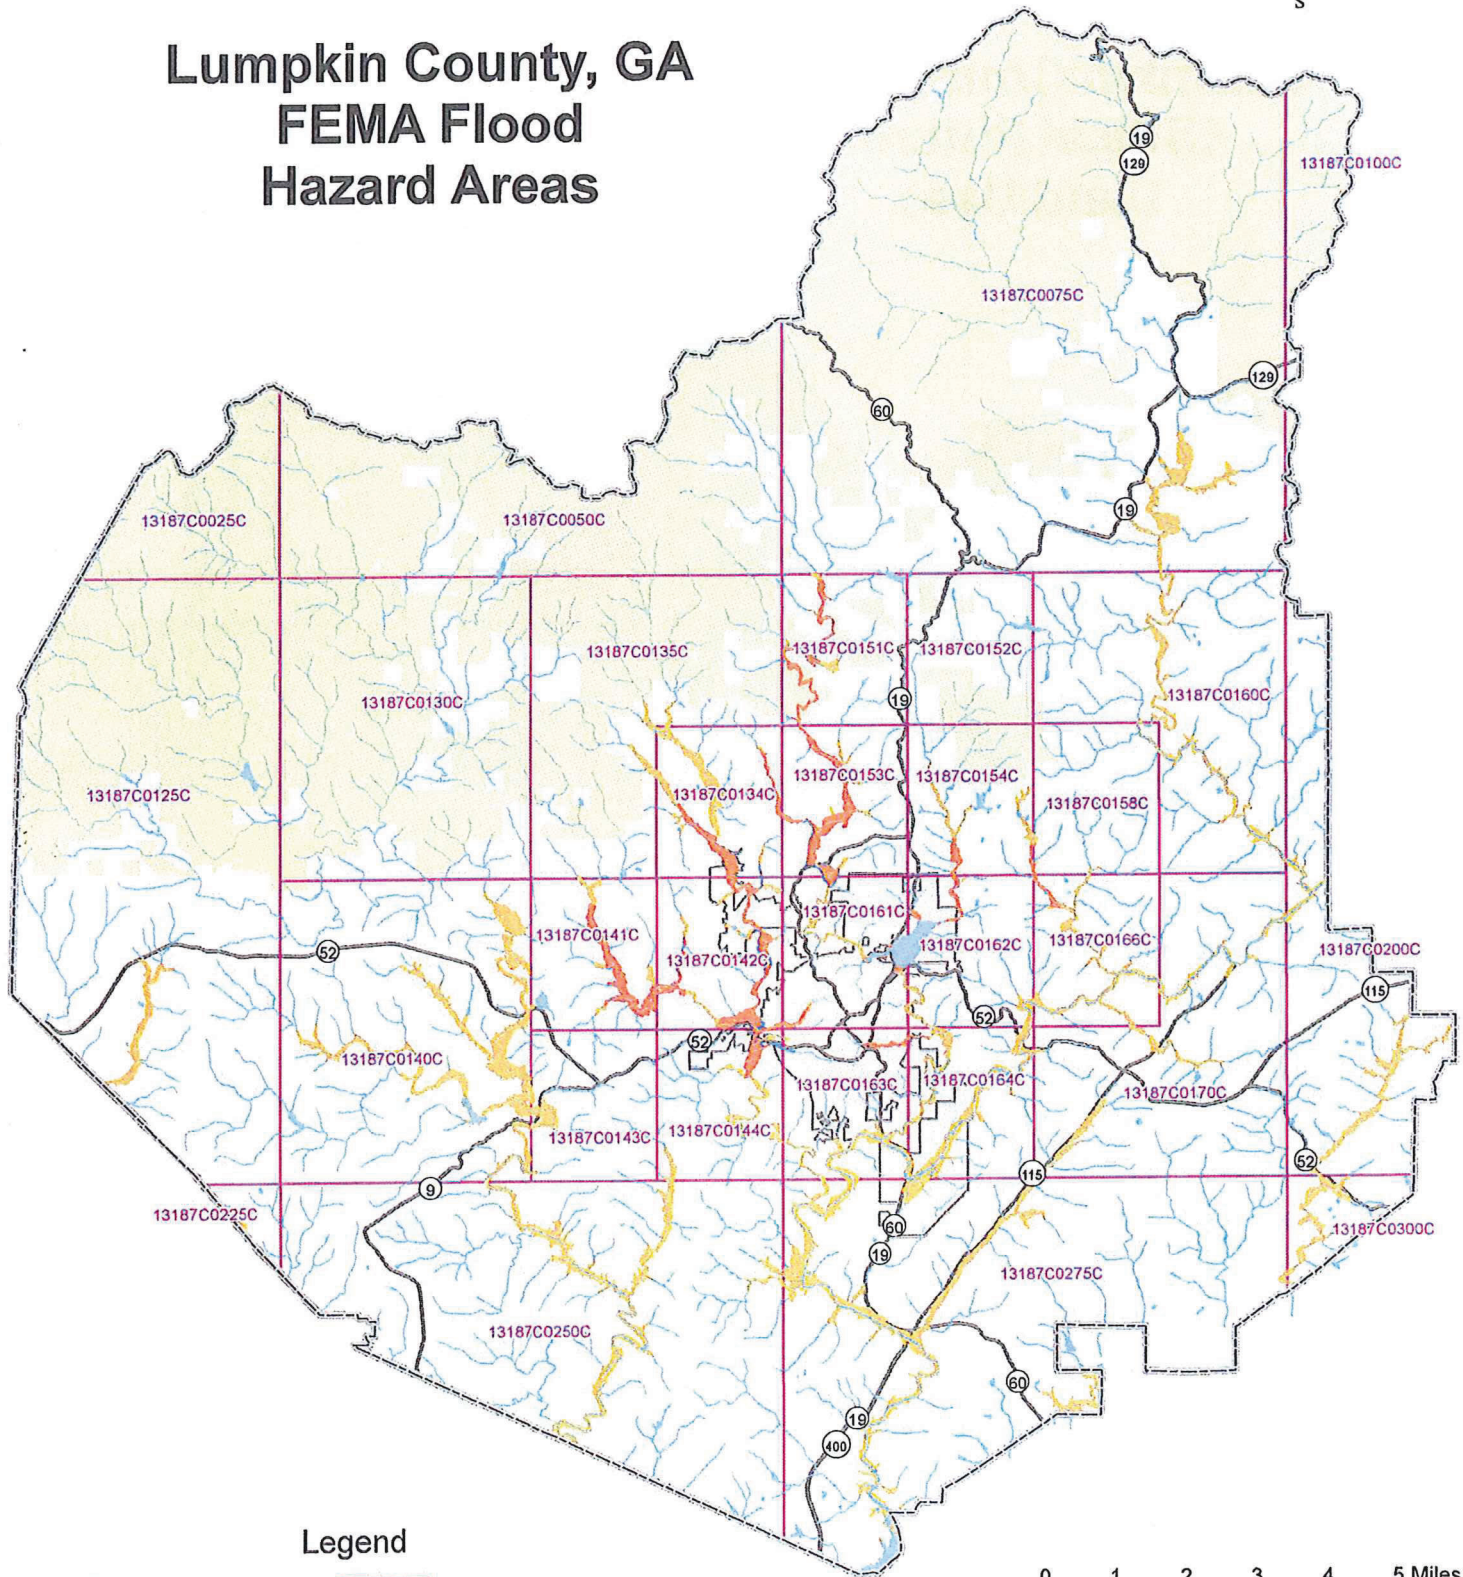 S
Lumpkin County, GA
FEMA Flood
Hazard Areas
19
129
13187C0100C
13187C0075C
129
60
19
13187C0025C
13187C0050C
13187C0135C
13187C0151C
13187C0152C
13187C0130C
19
13187C0160C
13187C0125C
13187C0134C
13187C0153C
13187C0154C
13187C0158C
13187C0161C
13187C0141C
13187C0142C
13187C0162C
13187C0166C
13187C0200C
52
115
52
52
13187C0140C
13187C0163C
13187C0164C
13187C0170C
13187C0143C
13187C0144C
52
115
9
13187C0225C
60
13187C0300C
19
13187C0275C
13187C0250C
60
19
400
Legend
0 1 2 3 4 5 Miles